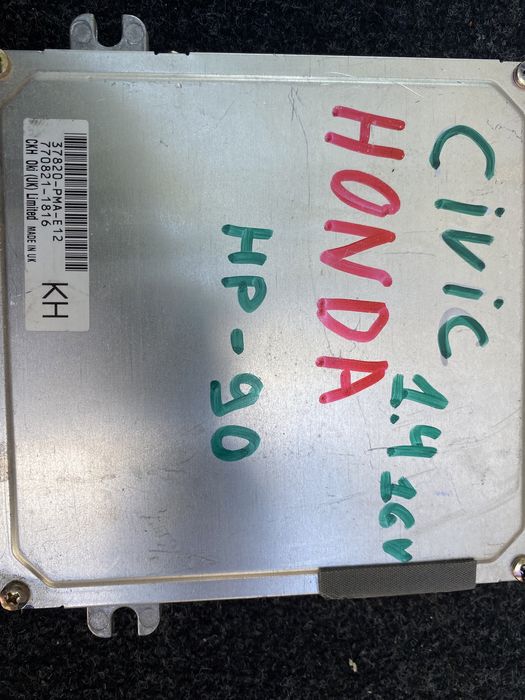 CiViC 1.4 16V
HONDA
HP-90
37820-PMA-E12
770821-1816
CKH Oki (UK) Limited MADE IN UK
KH